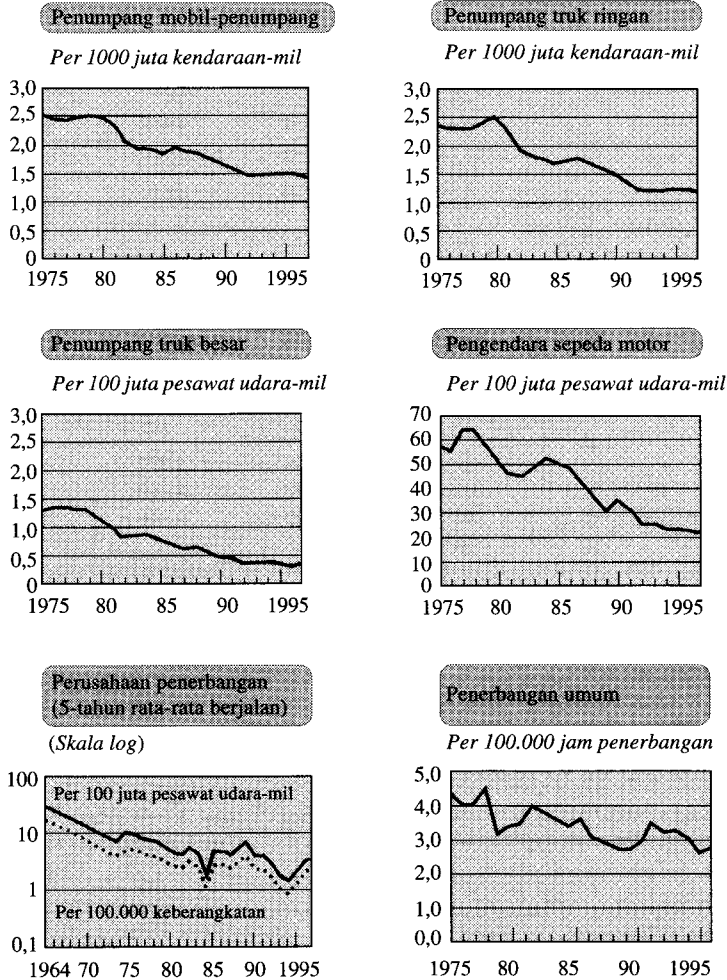 Penumpang mobil-penumpang
Per 1000 juta kendaraan-mil
3,0
2,5
2,0
1,5
1,0
0,5
0
1975 80 85 90 1995
Penumpang truk ringan
Per 1000 juta kendaraan-mil
3,0
2,5
2,0
1,5
1,0
0,5
0
1975 80 85 90 1995
Penumpang truk besar
Per 100 juta pesawat udara-mil
3,0
2,5
2,0
1,5
1,0
0,5
0
1975 80 85 90 1995
Pengendara sepeda motor
Per 100 juta pesawat udara-mil
70
60
50
40
30
20
10
0
1975 80 85 90 1995
Perusahaan penerbangan
(5-tahun rata-rata berjalan)
(Skala log)
100
Per 100 juta pesawat udara-mil
10
1
Per 100.000 keberangkatan
0,1
1964 70 75 80 85 90 1995
Penerbangan umum
Per 100.000 jam penerbangan
5,0
4,0
3,0
2,0
1,0
0,0
1975 80 85 90 1995